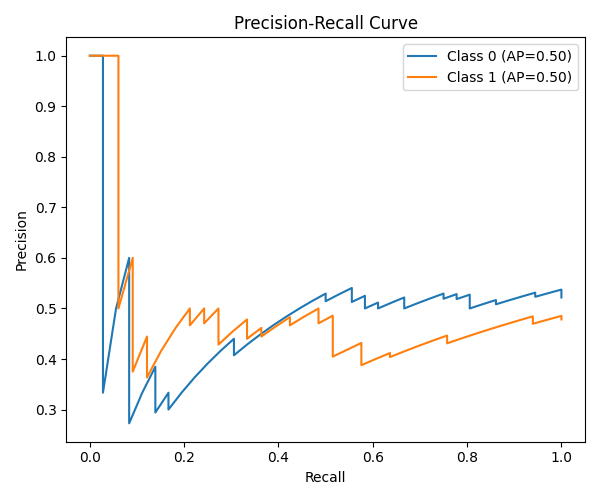 Precision-Recall Curve
Class 0 (AP=0.50)
Class 1 (AP=0.50)
Precision
1.0
0.9
0.8
0.7
0.6
0.5
0.4
0.3
0.0 0.2 0.4 0.6 0.8 1.0
Recall